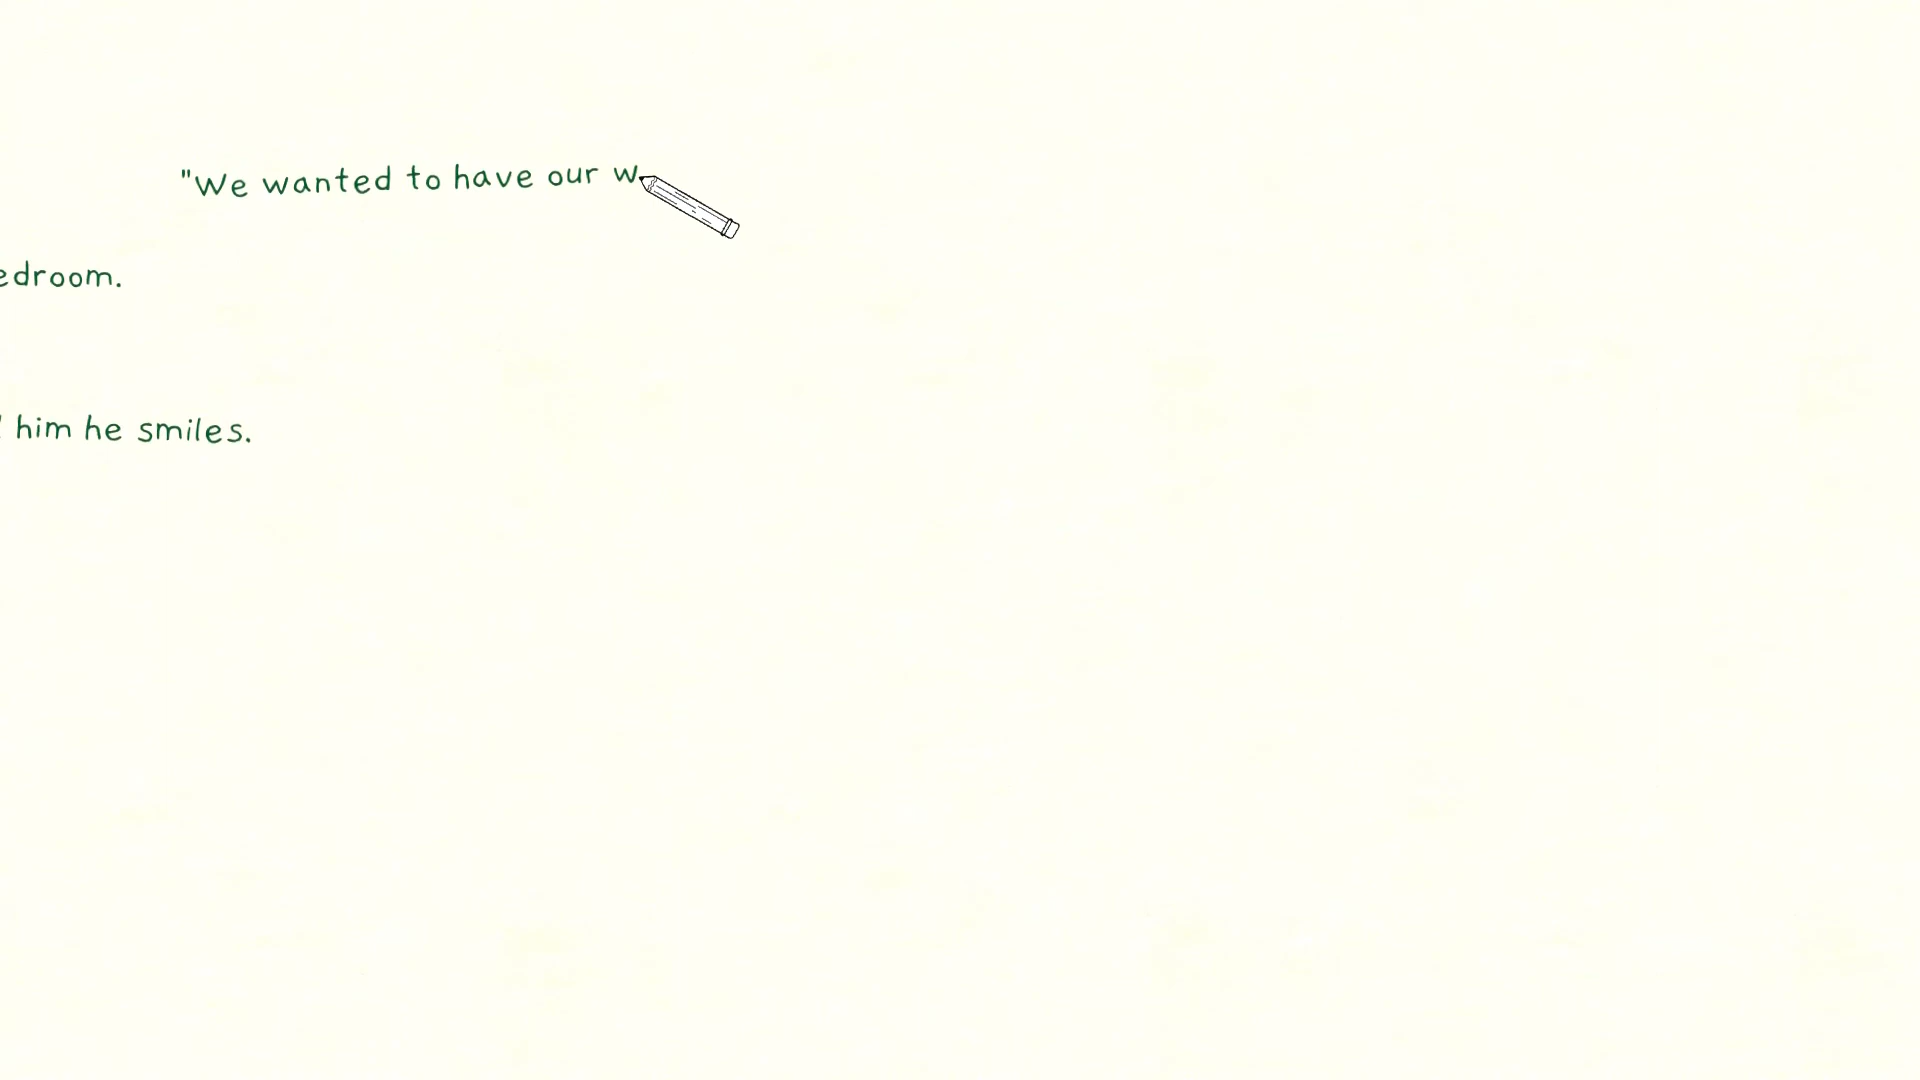 "We wanted to have our w
edroom.
him he smiles.